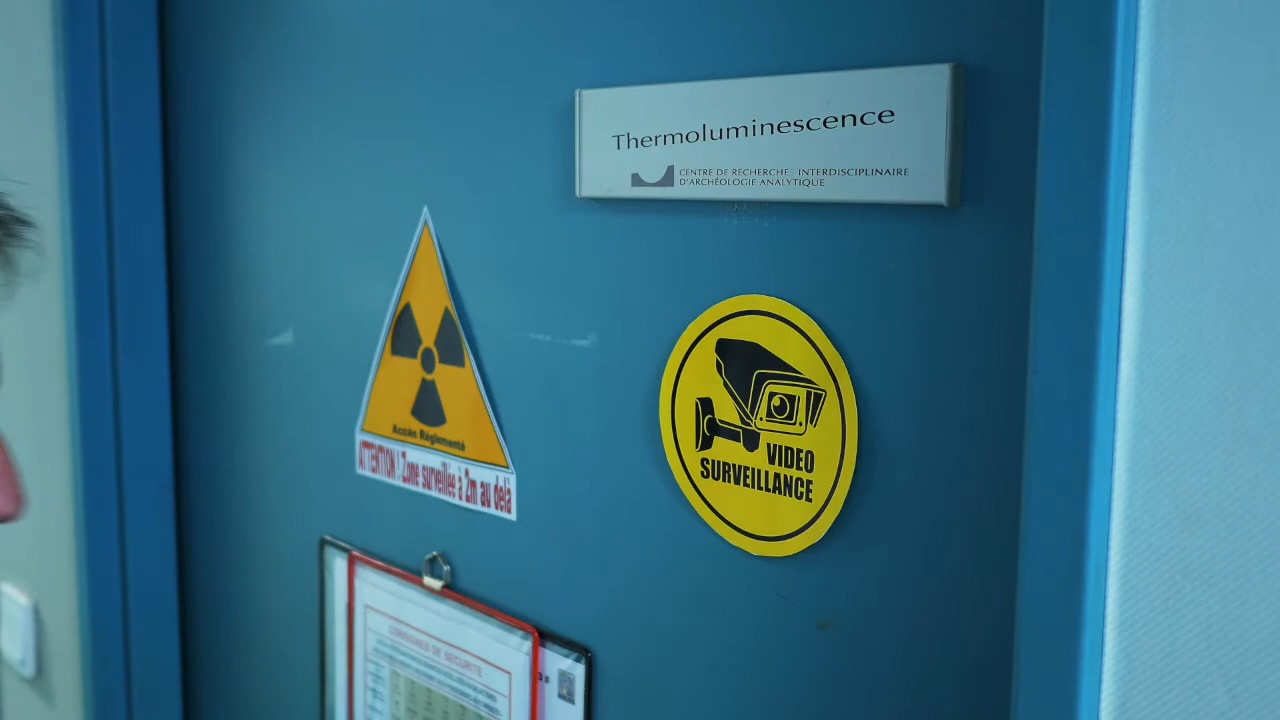 Thermoluminescence
CENTRE DE RECHERCHE INTERDISCIPLINAIRE
D'ARCHÉOLOGIE ANALYTIQUE
Accès Réglementé
ATTENTION ! Zone surveillée à 2m au delà
VIDEO
SURVEILLANCE
CONSIGNES DE SECURITE